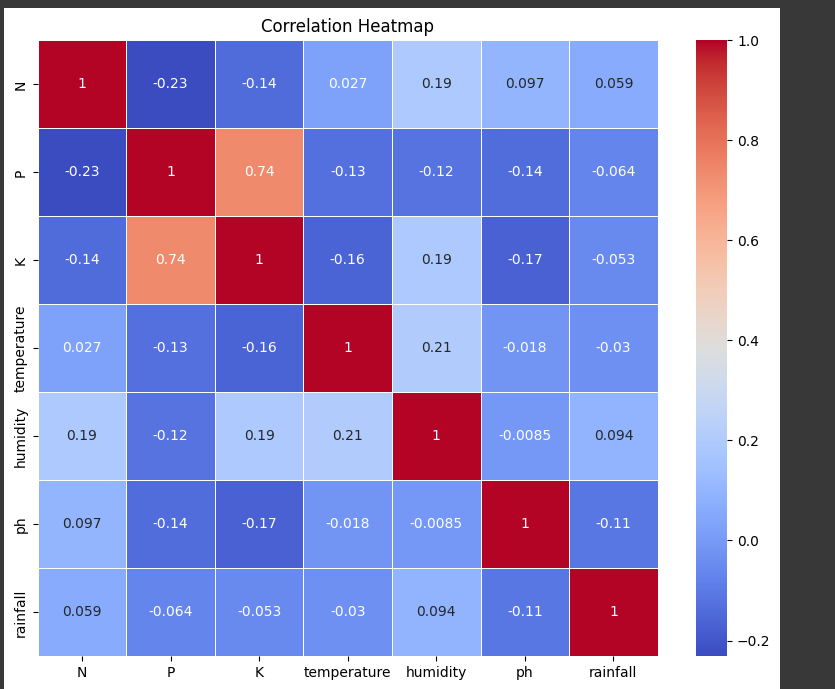 Correlation Heatmap
N 1 -0.23 -0.14 0.027 0.19 0.097 0.059
P -0.23 1 0.74 -0.13 -0.12 -0.14 -0.064
K -0.14 0.74 1 -0.16 0.19 -0.17 -0.053
temperature 0.027 -0.13 -0.16 1 0.21 -0.018 -0.03
humidity 0.19 -0.12 0.19 0.21 1 -0.0085 0.094
ph 0.097 -0.14 -0.17 -0.018 -0.0085 1 -0.11
rainfall 0.059 -0.064 -0.053 -0.03 0.094 -0.11 1
N P K temperature humidity ph rainfall
1.0
0.8
0.6
0.4
0.2
0.0
−0.2